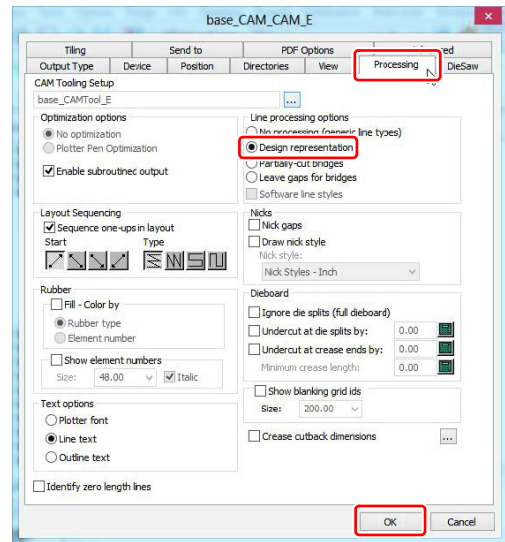 base_CAM_CAM_E
Tiling Send to PDF Options
Output Type Device Position Directories View Processing DieSaw
CAM Tooling Setup
base_CAMTool_E ...
...
Optimization options
No optimization
Plotter Pen Optimization
Enable subroutined output
Line processing options
No processing (generic line types)
Design representation
Partially-cut bridges
Leave gaps for bridges
Software line styles
Layout Sequencing
Sequence one-ups in layout
Start Type
Nicks
Nick gaps
Draw nick style
Nick style:
Nick Styles - Inch
Rubber
Fill - Color by
Rubber type
Element number
Show element numbers
Size: 48.00 Italic
Dieboard
Ignore die splits (full dieboard)
Undercut at die splits by: 0.00
Undercut at crease ends by: 0.00
Minimum crease length: 0.00
Show blanking grid ids
Size: 200.00
Text options
Plotter font
Line text
Outline text
Crease cutback dimensions ...
Identify zero length lines
OK Cancel